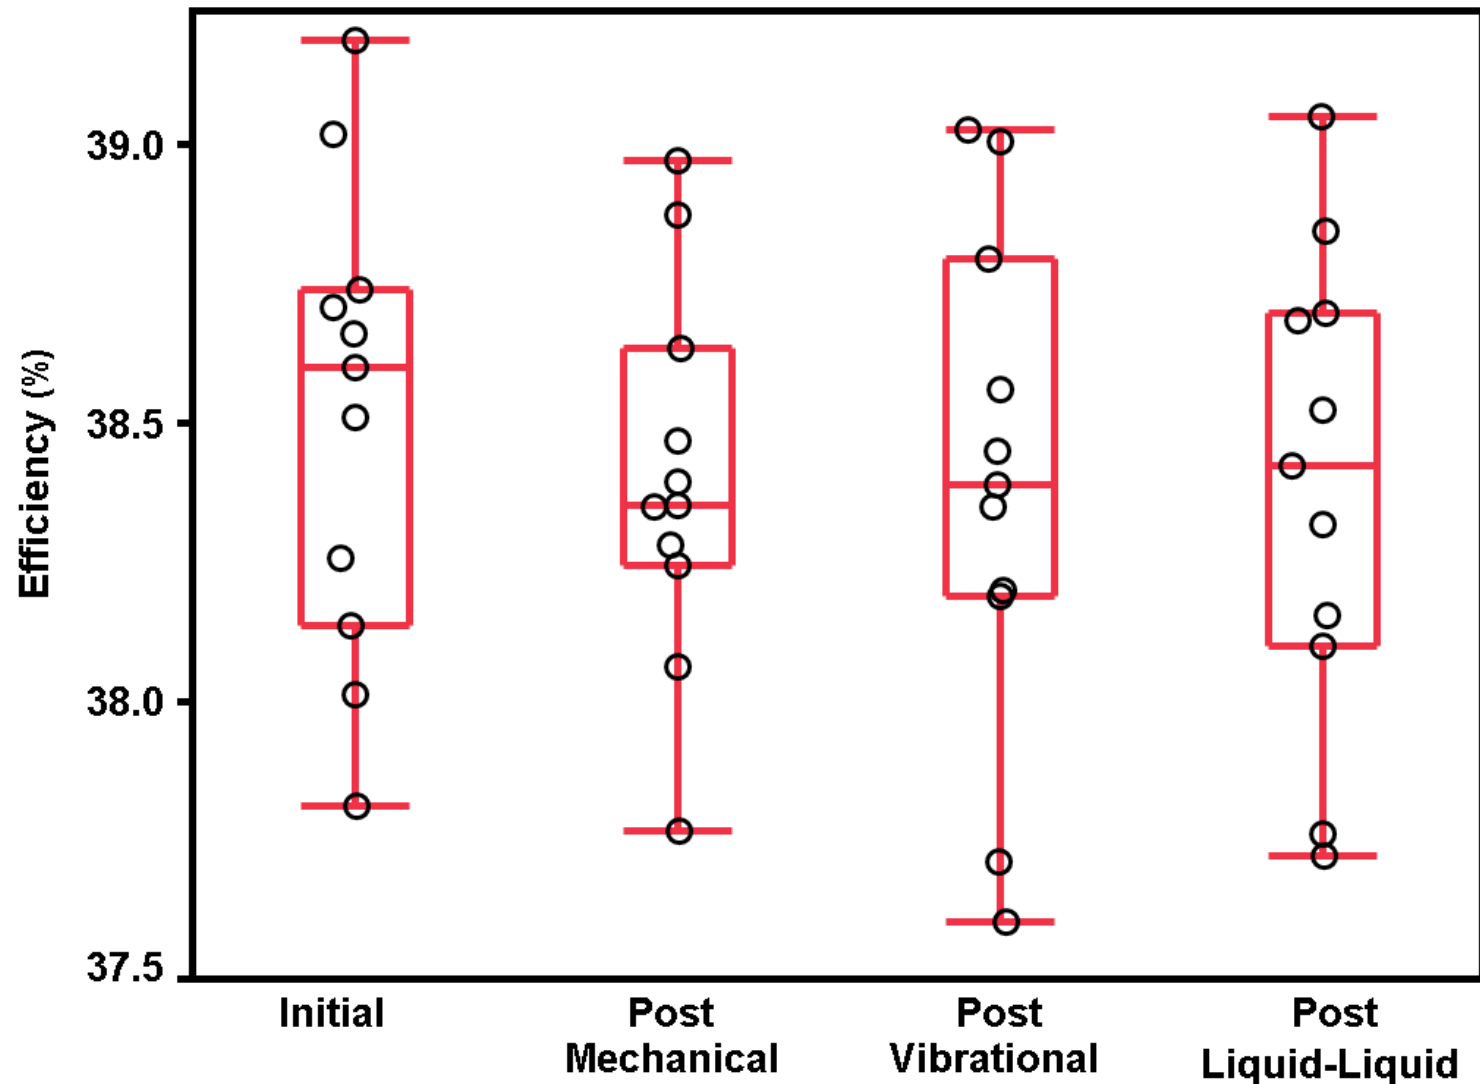 Efficiency (%)
39.0
38.5
38.0
37.5
Initial
Post
Mechanical
Post
Vibrational
Post
Liquid-Liquid